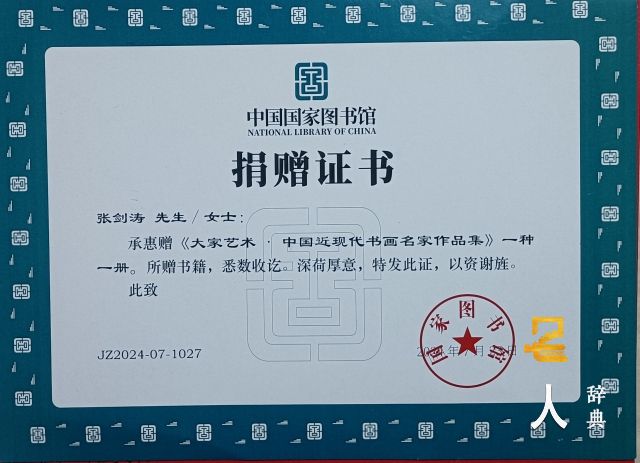 中国国家图书馆
NATIONAL LIBRARY OF CHINA
捐赠证书
张剑涛 先生/女士:
承惠赠《大家艺术·中国近现代书画名家作品集》一种
一册。所赠书籍,悉数收讫。深荷厚意,特发此证,以资谢旌。
此致
JZ2024-07-1027
国家图书馆
人
辞典